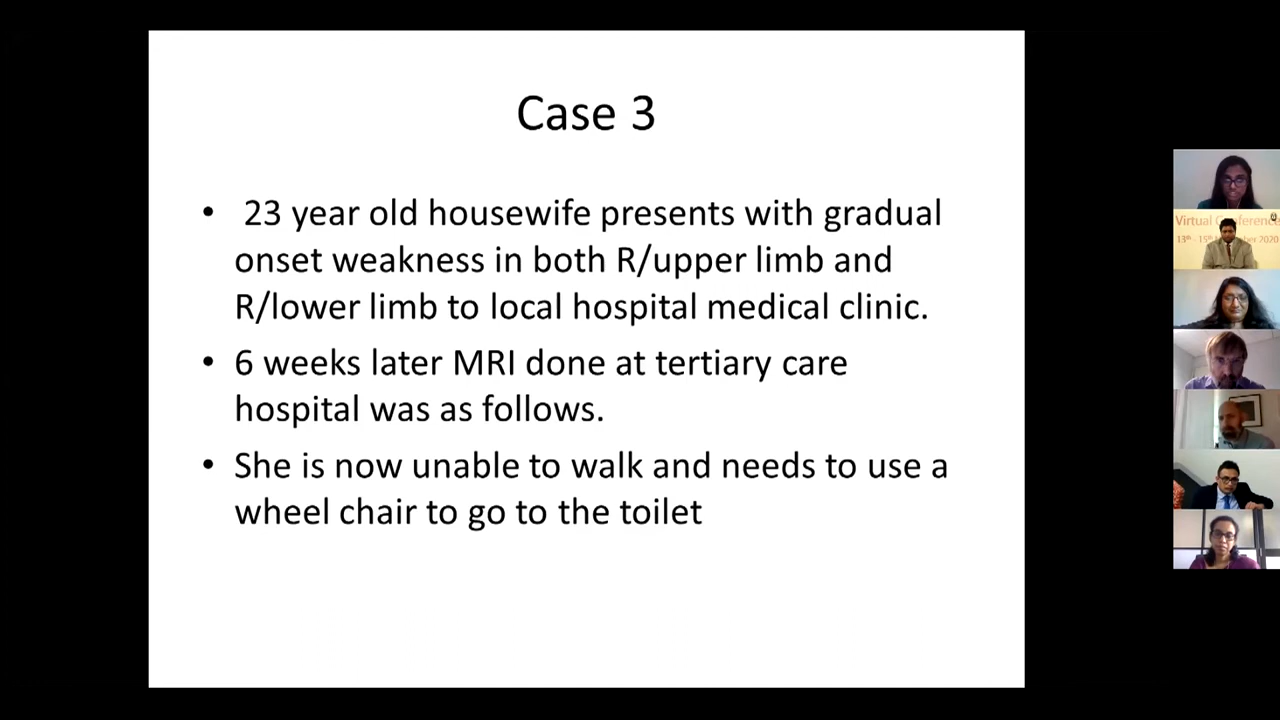 Case 3
• 23 year old housewife presents with gradual
onset weakness in both R/upper limb and
R/lower limb to local hospital medical clinic.
• 6 weeks later MRI done at tertiary care
hospital was as follows.
• She is now unable to walk and needs to use a
wheel chair to go to the toilet
Virtual
2020